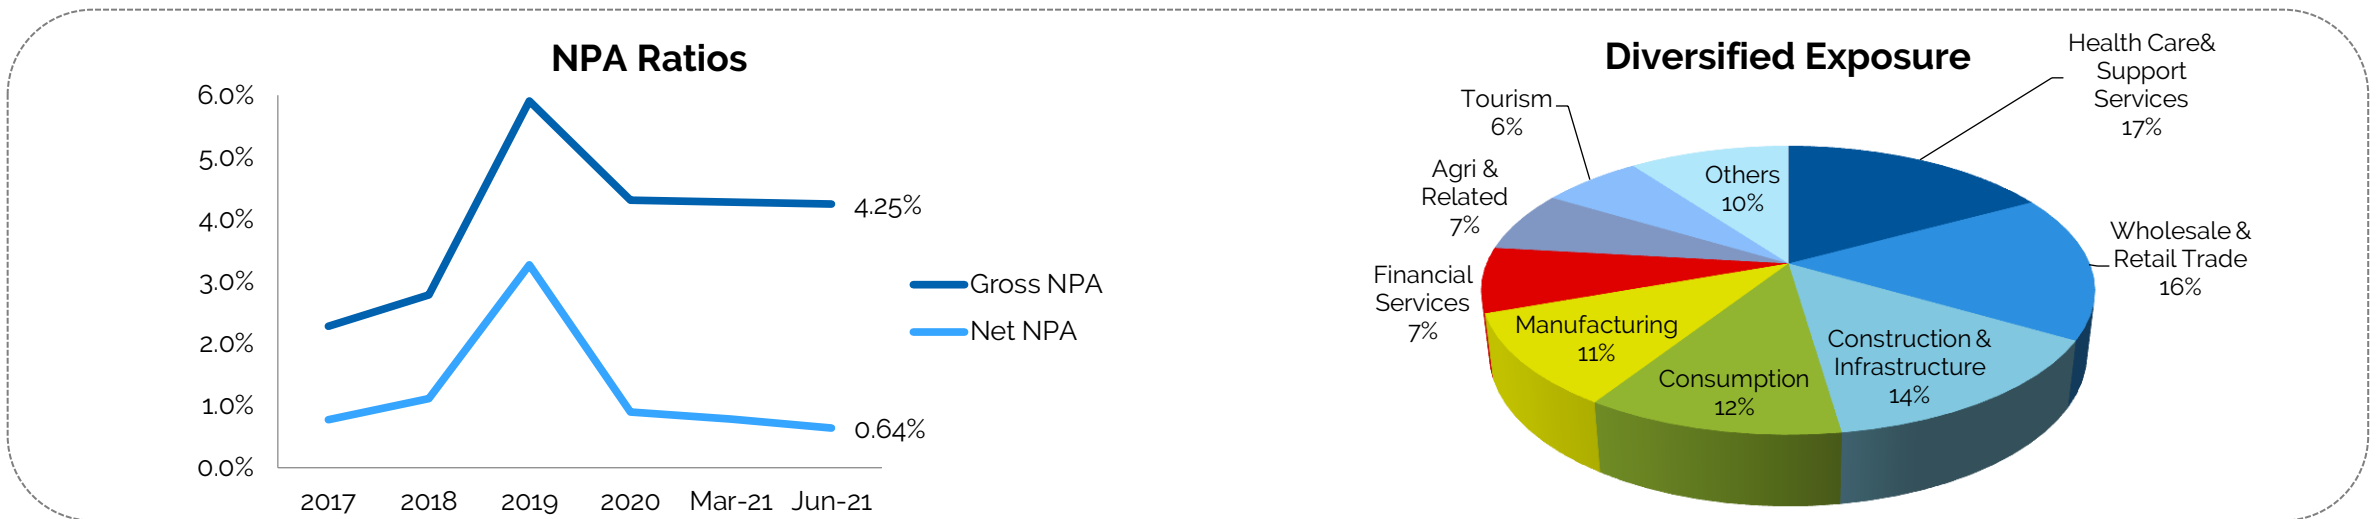 NPA Ratios
6.0%
5.0%
4.0%
3.0%
2.0%
1.0%
0.0%
2017 2018 2019 2020 Mar-21 Jun-21
4.25%
0.64%
Gross NPA
Net NPA
Diversified Exposure
Health Care&
Support
Services
17%
Wholesale &
Retail Trade
16%
Construction &
Infrastructure
14%
Consumption
12%
Manufacturing
11%
Financial
Services
7%
Agri &
Related
7%
Tourism
6%
Others
10%